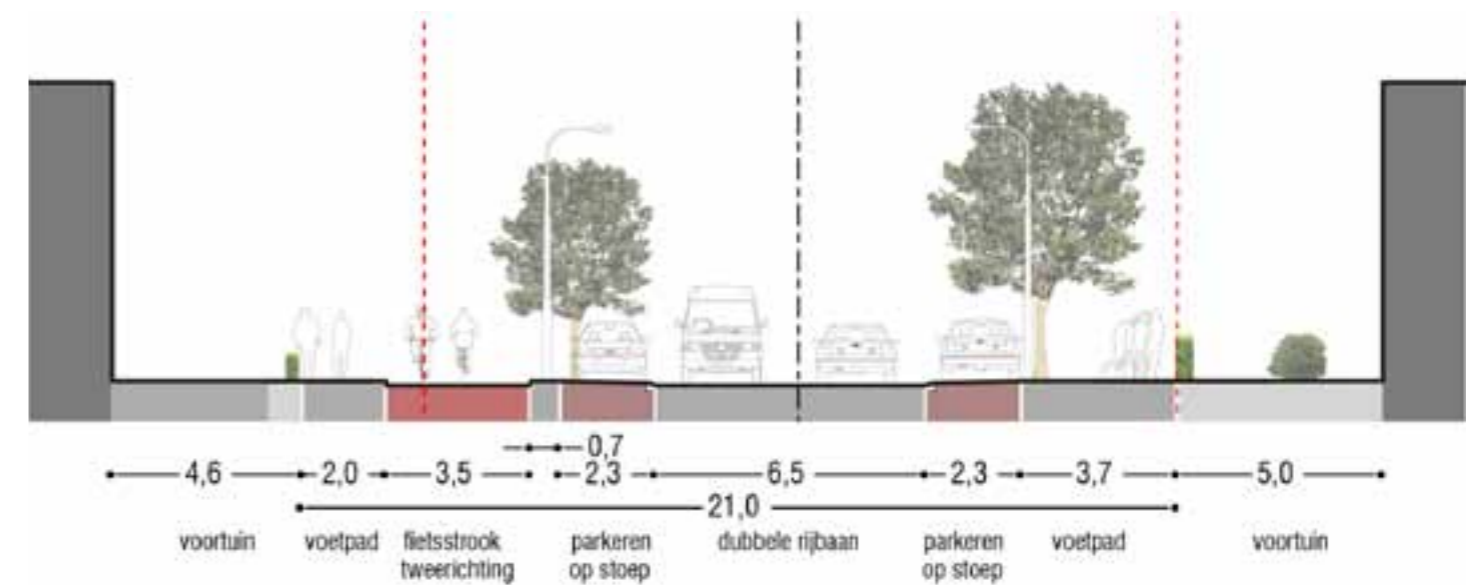 0,7
4,6 2,0 3,5 2,3 6,5 2,3 3,7 5,0
21,0
voortuin voetpad fietsstrook parkeren dubbele rijbaan parkeren voetpad voortuin
tweerichting op stoep op stoep